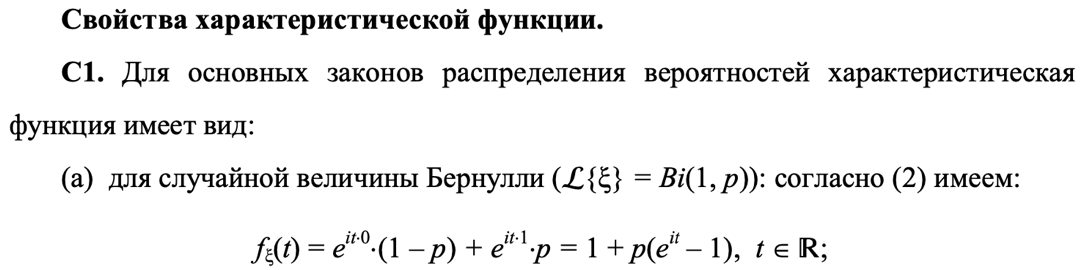 Свойства характеристической функции.
С1. Для основных законов распределения вероятностей характеристическая
функция имеет вид:
(а) для случайной величины Бернулли (ℒ{ξ} = Bi(1, p)): согласно (2) имеем:
f_ξ(t) = e^{it·0}·(1 – p) + e^{it·1}·p = 1 + p(e^{it} – 1), t ∈ ℝ;